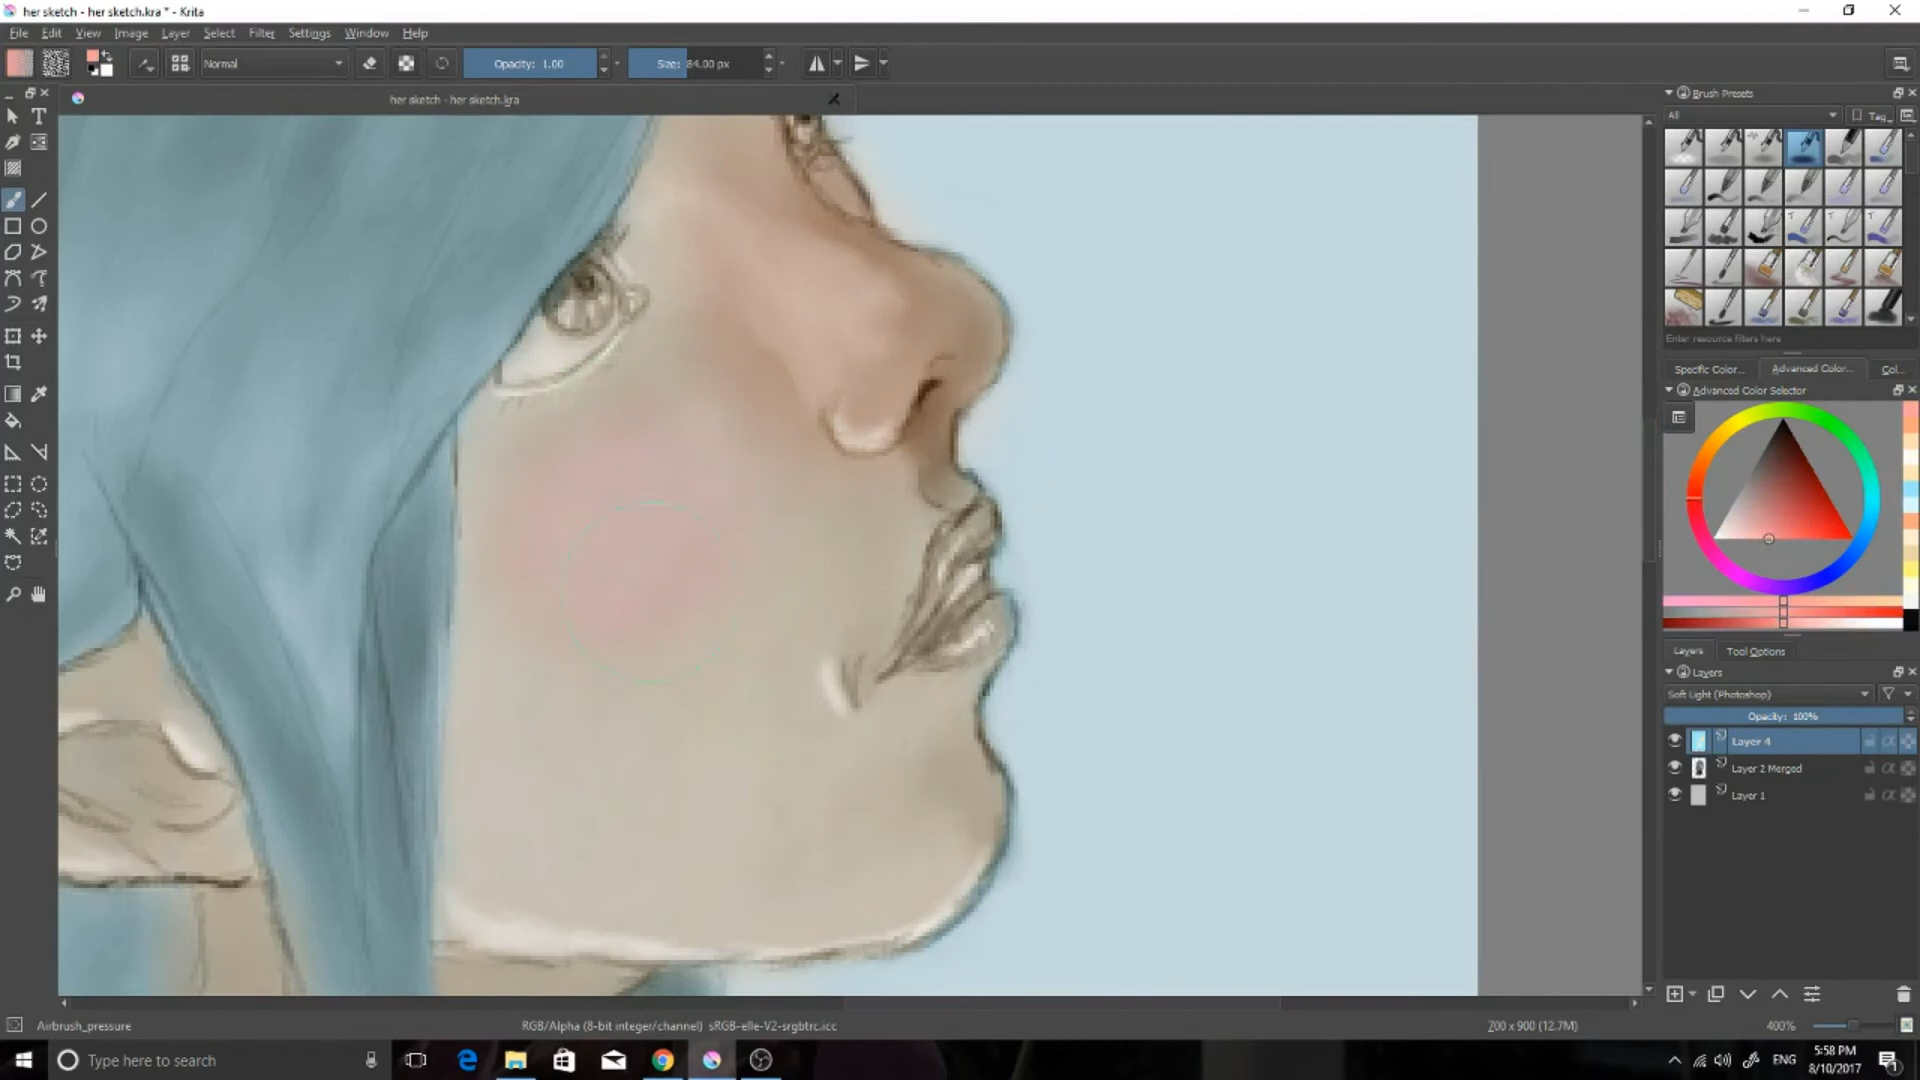 her sketch - her sketch.kra * - Krita
File Edit View Image Layer Select Filter Settings Window Help
Normal
Opacity: 1.00
Size: 84.00 px
her sketch - her sketch.kra
Brush Presets
All
Tag
Enter resource filters here
Specific Color...
Advanced Color...
Col...
Advanced Color Selector
Layers
Tool Options
Layers
Soft Light (Photoshop)
Opacity: 100%
Layer 4
Layer 2 Merged
Layer 1
Airbrush_pressure
RGB/Alpha (8-bit integer/channel) sRGB-elle-V2-srgbtrc.icc
700 x 900 (12.7M)
400%
Type here to search
ENG
5:58 PM
8/10/2017